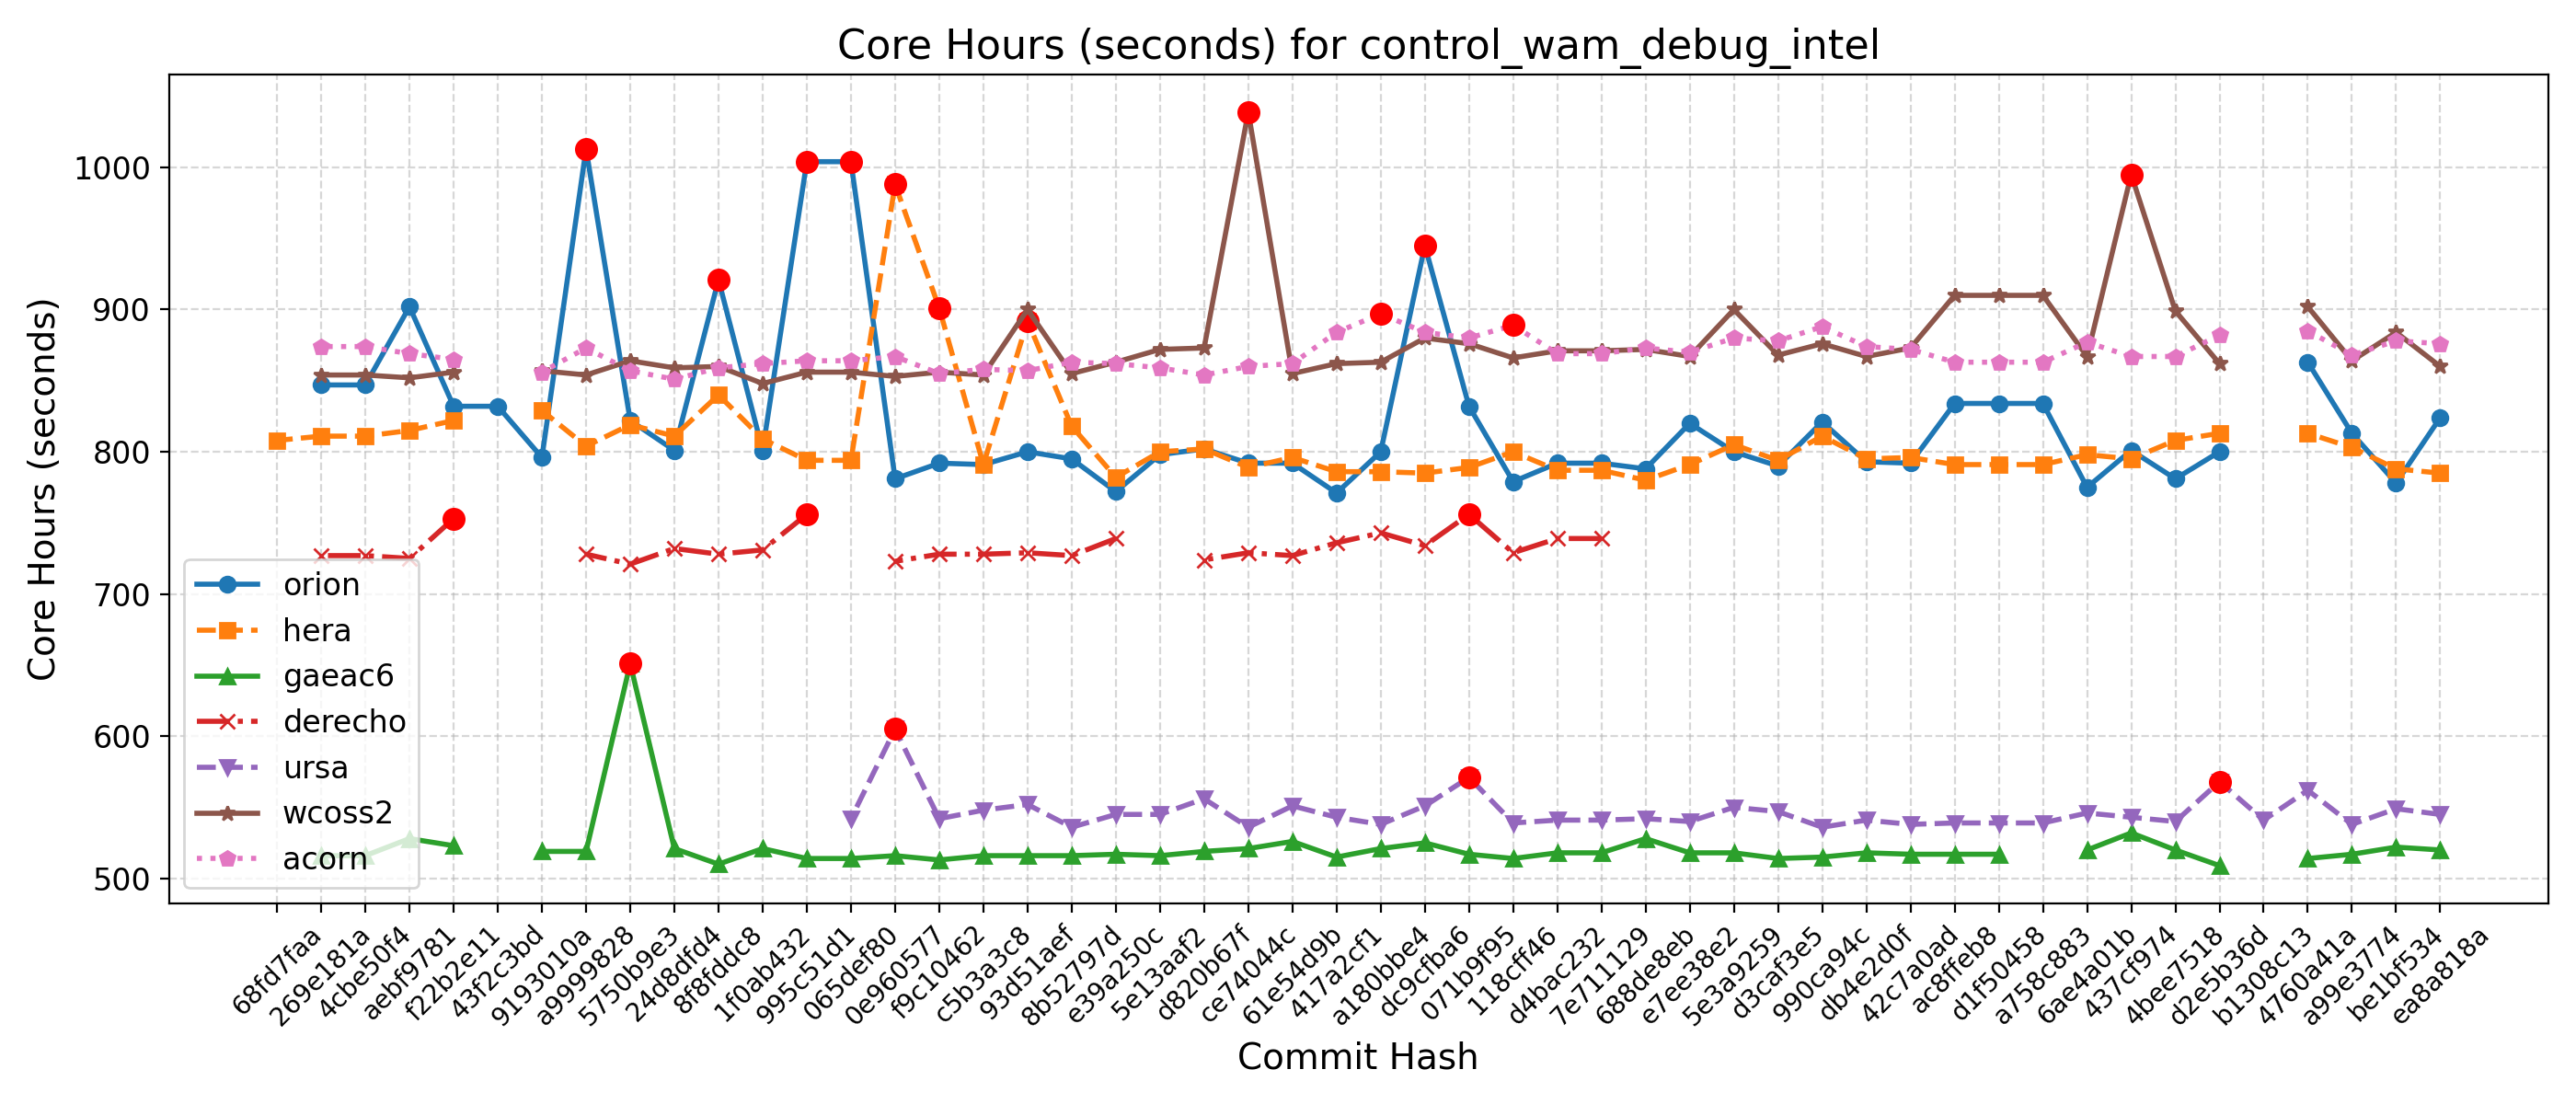 Core Hours (seconds) for control_wam_debug_intel
Core Hours (seconds)
1000
900
800
700
600
500
orion
hera
gaeac6
derecho
ursa
wcoss2
acorn
68fd7faa
269e181a
4cbe50f4
aebf9781
f22b2e11
43f2c3bd
9193010a
a9999828
5750b9e3
24d8dfd4
8f8fddc8
1f0ab432
995c51d1
065def80
0e960577
f9c10462
c5b3a3c8
93d51aef
8b52797d
e39a250c
5e13aaf2
d820b67f
ce74044c
61e54d9b
417a2cf1
a180bbe4
dc9cfba6
071b9f95
118cff46
d4bac232
7e711129
688de8eb
e7ee38e2
5e3a9259
d3caf3e5
990ca94c
db4e2d0f
42c7a0ad
ac8ffeb8
d1f50458
a758c883
6ae4a01b
437cf974
4bee7518
d2e5b36d
b1308c13
4760a41a
a99e3774
be1bf534
ea8a818a
Commit Hash